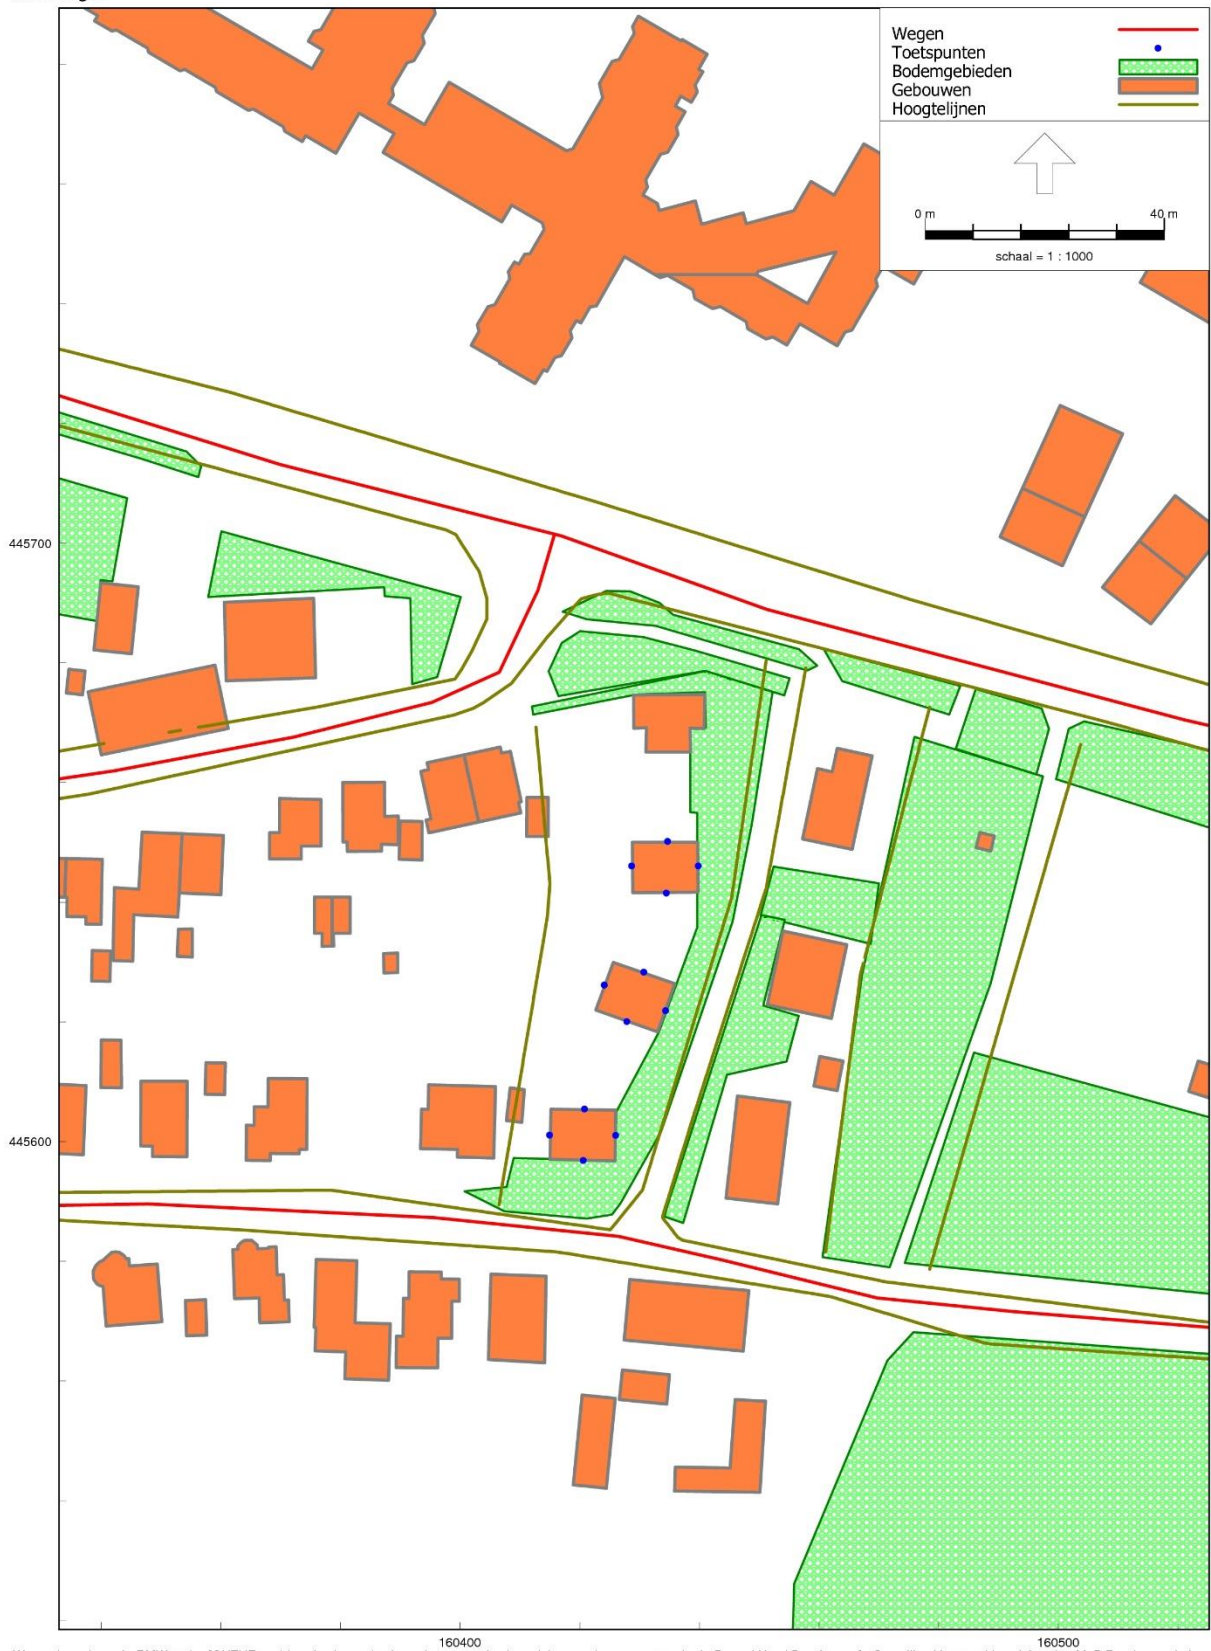 Wegen
Toetspunten
Bodemgebieden
Gebouwen
Hoogtelijnen
0 m 40 m
schaal = 1 : 1000
445700
445600
160400 160500